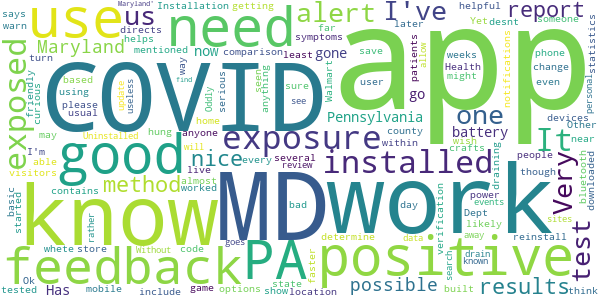 says Installation getting
warn use need us alert I've report
Maryland' helpful
Dept someone
Maryland directs later
Yet desnt
statistics
exposed helps mentioned now comparison far symptoms
turn gone phone change even
based way least save weeks
COVID app
friendly using seen Health might
curious update useless please anything serious sure Walmart see patients allow user personal notifications
Oddly find usual
Pennsylvania go
Uninstalled home hung anyone
exposure battery county within wish devices Other one It
I'm may will every several crafts near
good nice installed people bluetooth downloaded
able visitors live review though
almost worked draining
method contains
know MD work
bad day power events Very
basic started rather verification Dept likely test
determine reinstall
feedback PA positive
goes data away sites
drain known
whete store Without code faster state search
Ok tested Has mobile include game options show location possible built results think